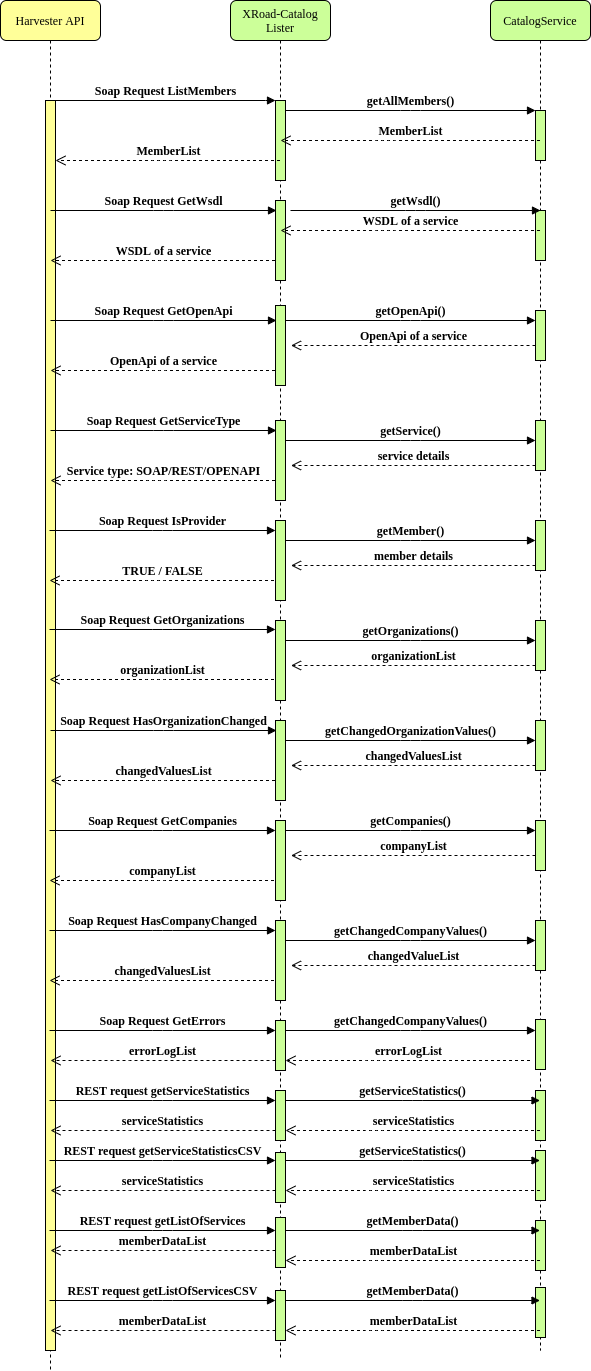 Harvester API
XRoad-Catalog
Lister
CatalogService
Soap Request ListMembers
getAllMembers()
MemberList
MemberList
Soap Request GetWsdl
getWsdl()
WSDL of a service
WSDL of a service
Soap Request GetOpenApi
getOpenApi()
OpenApi of a service
OpenApi of a service
Soap Request GetServiceType
getService()
service details
Service type: SOAP/REST/OPENAPI
Soap Request IsProvider
getMember()
member details
TRUE / FALSE
Soap Request GetOrganizations
getOrganizations()
organizationList
organizationList
Soap Request HasOrganizationChanged
getChangedOrganizationValues()
changedValuesList
changedValuesList
Soap Request GetCompanies
getCompanies()
companyList
companyList
Soap Request HasCompanyChanged
getChangedCompanyValues()
changedValueList
changedValuesList
Soap Request GetErrors
getChangedCompanyValues()
errorLogList
errorLogList
REST request getServiceStatistics
getServiceStatistics()
serviceStatistics
serviceStatistics
REST request getServiceStatisticsCSV
getServiceStatistics()
serviceStatistics
serviceStatistics
REST request getListOfServices
getMemberData()
memberDataList
memberDataList
REST request getListOfServicesCSV
getMemberData()
memberDataList
memberDataList